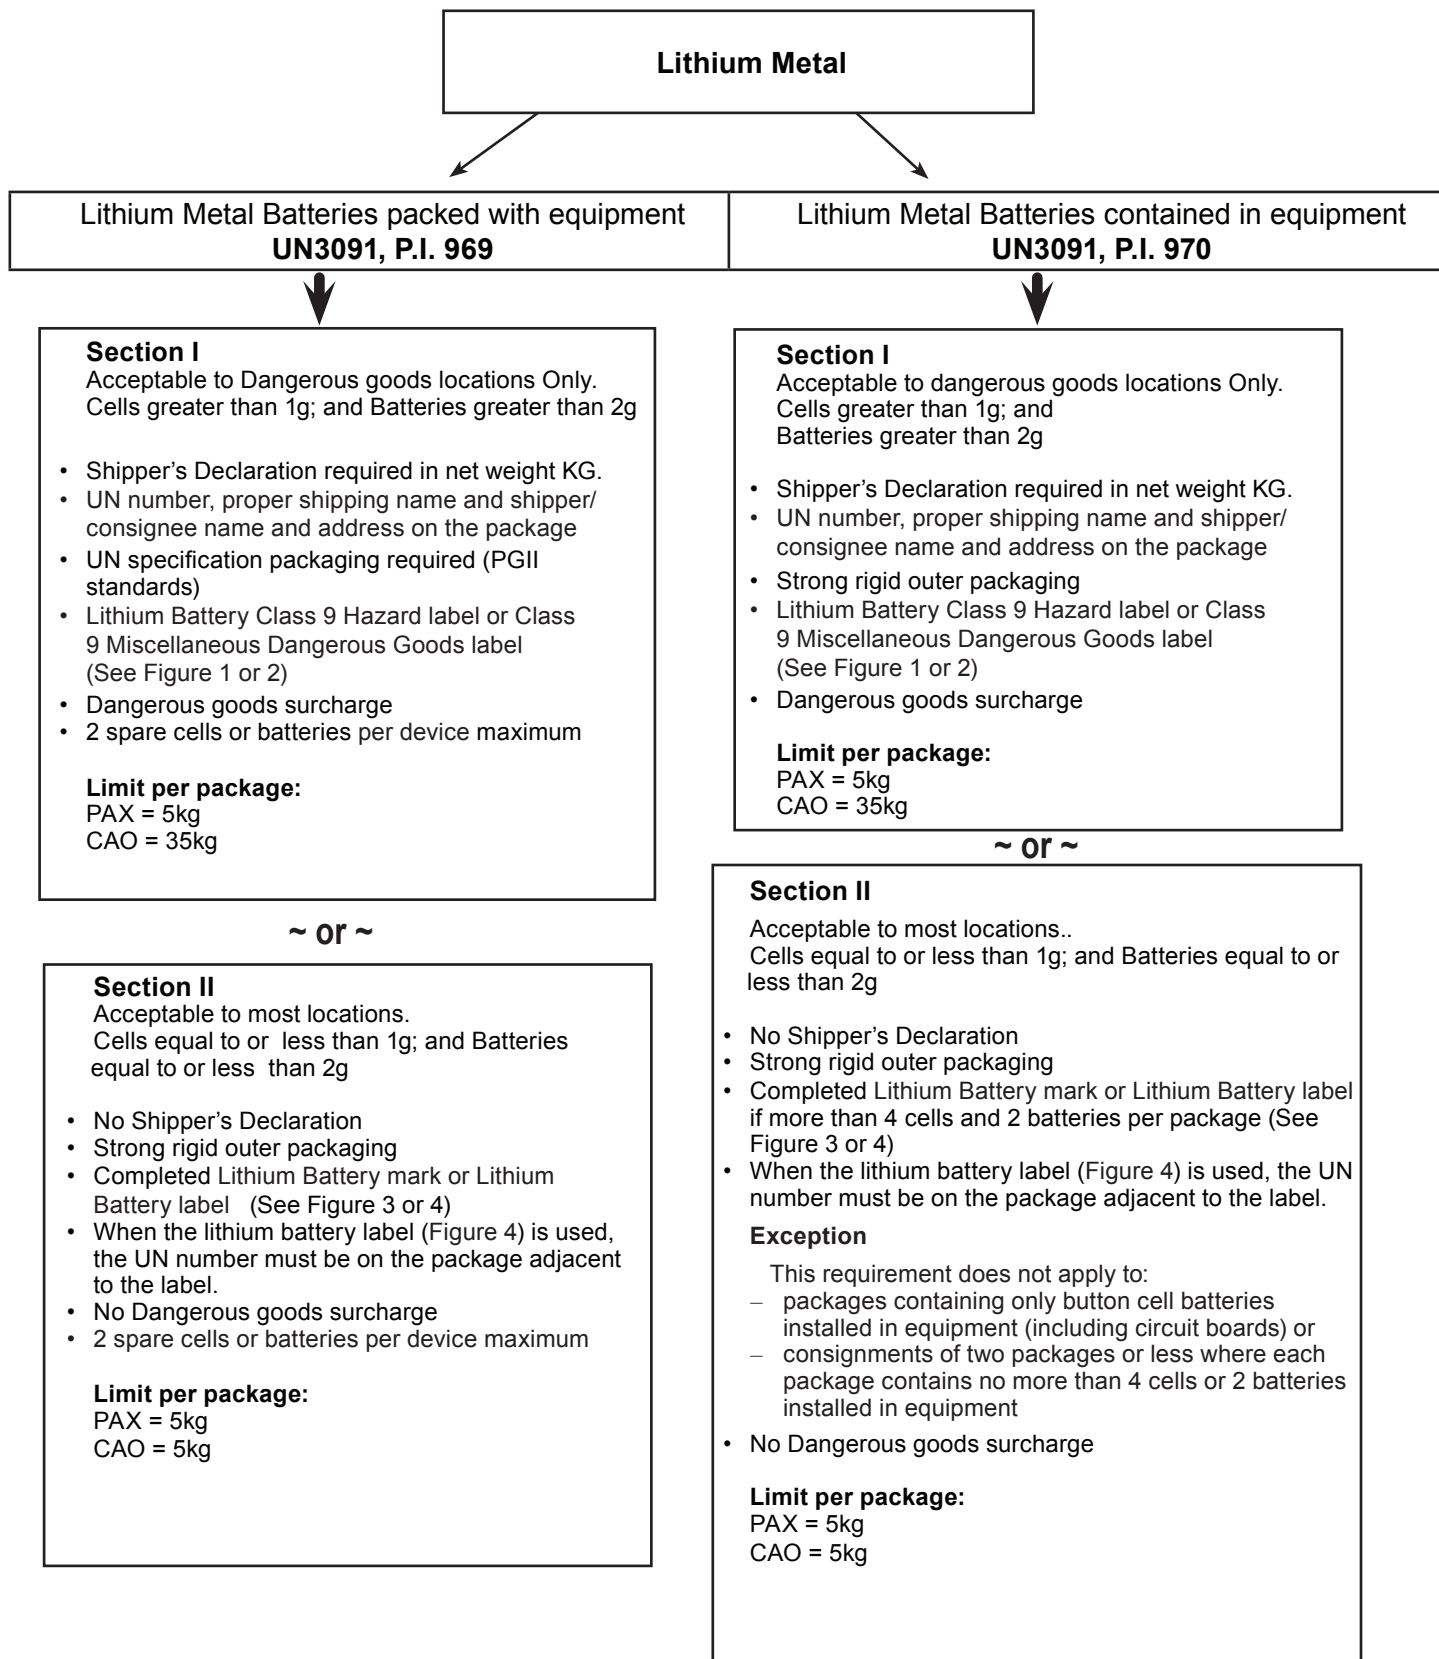 Lithium Metal
Lithium Metal Batteries packed with equipment
UN3091, P.I. 969
Lithium Metal Batteries contained in equipment
UN3091, P.I. 970
Section I
Acceptable to Dangerous goods locations Only.
Cells greater than 1g; and Batteries greater than 2g
• Shipper’s Declaration required in net weight KG.
• UN number, proper shipping name and shipper/
consignee name and address on the package
• UN specification packaging required (PGII
standards)
• Lithium Battery Class 9 Hazard label or Class
9 Miscellaneous Dangerous Goods label
(See Figure 1 or 2)
• Dangerous goods surcharge
• 2 spare cells or batteries per device maximum
Limit per package:
PAX = 5kg
CAO = 35kg
~ or ~
Section II
Acceptable to most locations.
Cells equal to or less than 1g; and Batteries
equal to or less than 2g
• No Shipper’s Declaration
• Strong rigid outer packaging
• Completed Lithium Battery mark or Lithium
Battery label (See Figure 3 or 4)
• When the lithium battery label (Figure 4) is used,
the UN number must be on the package adjacent
to the label.
• No Dangerous goods surcharge
• 2 spare cells or batteries per device maximum
Limit per package:
PAX = 5kg
CAO = 5kg
Section I
Acceptable to dangerous goods locations Only.
Cells greater than 1g; and
Batteries greater than 2g
• Shipper’s Declaration required in net weight KG.
• UN number, proper shipping name and shipper/
consignee name and address on the package
• Strong rigid outer packaging
• Lithium Battery Class 9 Hazard label or Class
9 Miscellaneous Dangerous Goods label
(See Figure 1 or 2)
• Dangerous goods surcharge
Limit per package:
PAX = 5kg
CAO = 35kg
~ or ~
Section II
Acceptable to most locations..
Cells equal to or less than 1g; and Batteries equal to or
less than 2g
• No Shipper’s Declaration
• Strong rigid outer packaging
• Completed Lithium Battery mark or Lithium Battery label
if more than 4 cells and 2 batteries per package (See
Figure 3 or 4)
• When the lithium battery label (Figure 4) is used, the UN
number must be on the package adjacent to the label.
Exception
This requirement does not apply to:
– packages containing only button cell batteries
installed in equipment (including circuit boards) or
– consignments of two packages or less where each
package contains no more than 4 cells or 2 batteries
installed in equipment
• No Dangerous goods surcharge
Limit per package:
PAX = 5kg
CAO = 5kg